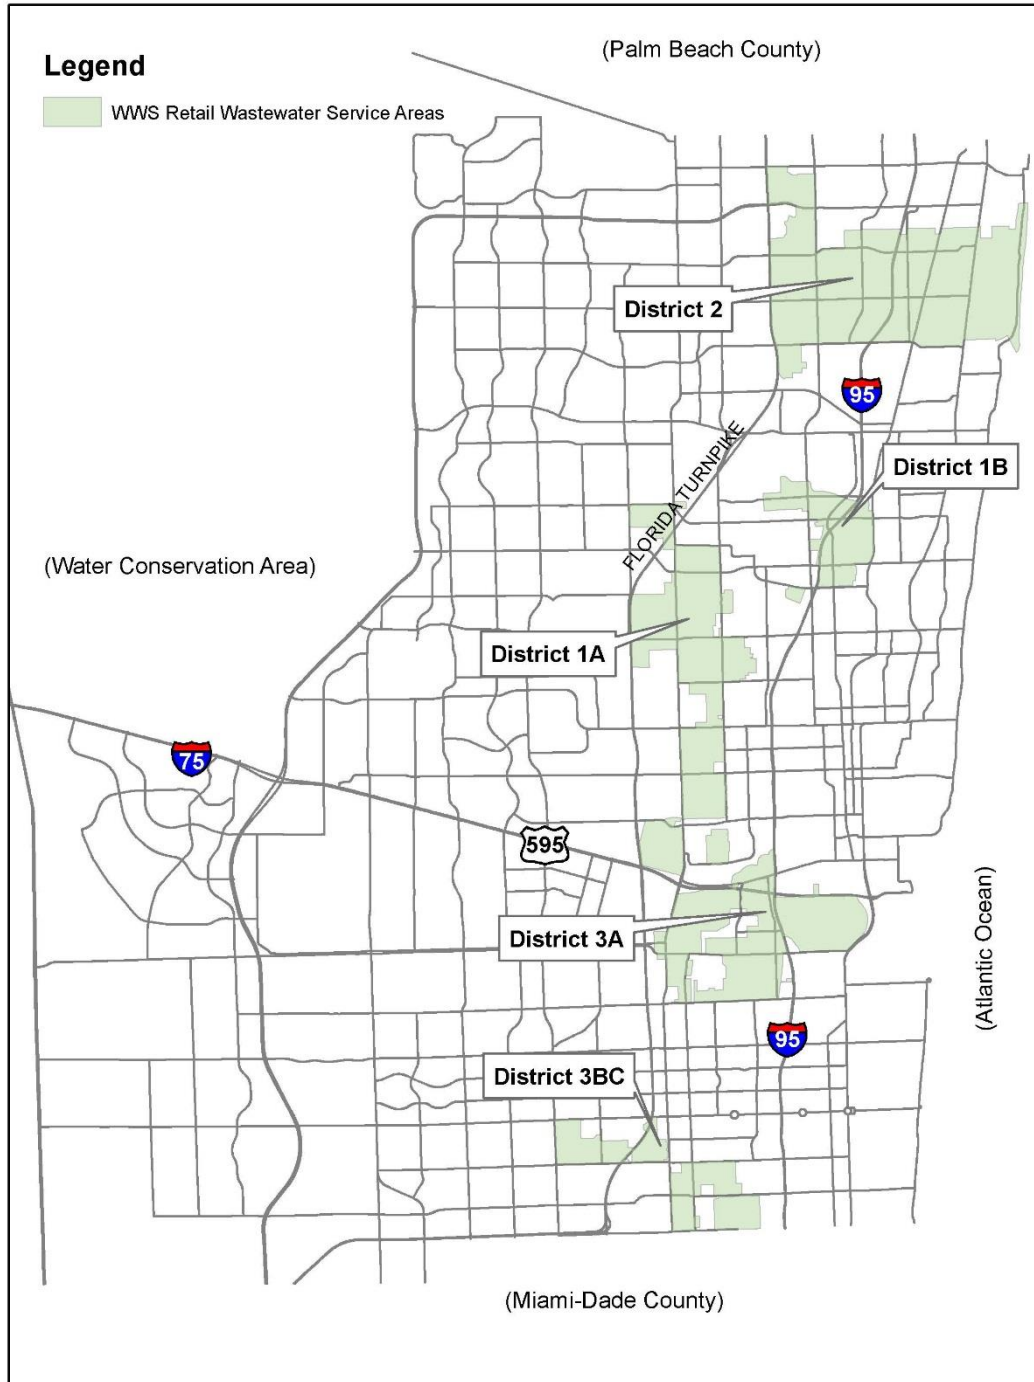 (Palm Beach County)
Legend
WWS Retail Wastewater Service Areas
District 2
95
FLORIDA TURNPIKE
District 1B
(Water Conservation Area)
District 1A
75
595
District 3A
(Atlantic Ocean)
95
District 3BC
(Miami-Dade County)